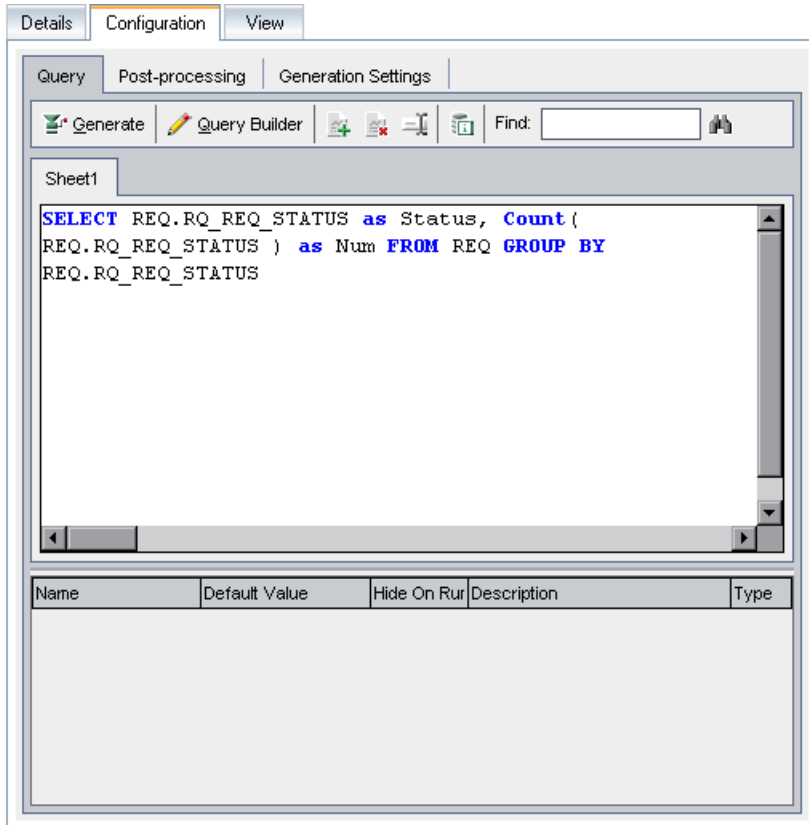 Details Configuration View
Query Post-processing Generation Settings
Generate Query Builder Find:
Sheet1
SELECT REQ.RQ_REQ_STATUS as Status, Count(
REQ.RQ_REQ_STATUS ) as Num FROM REQ GROUP BY
REQ.RQ_REQ_STATUS
Name Default Value Hide On Rur Description Type